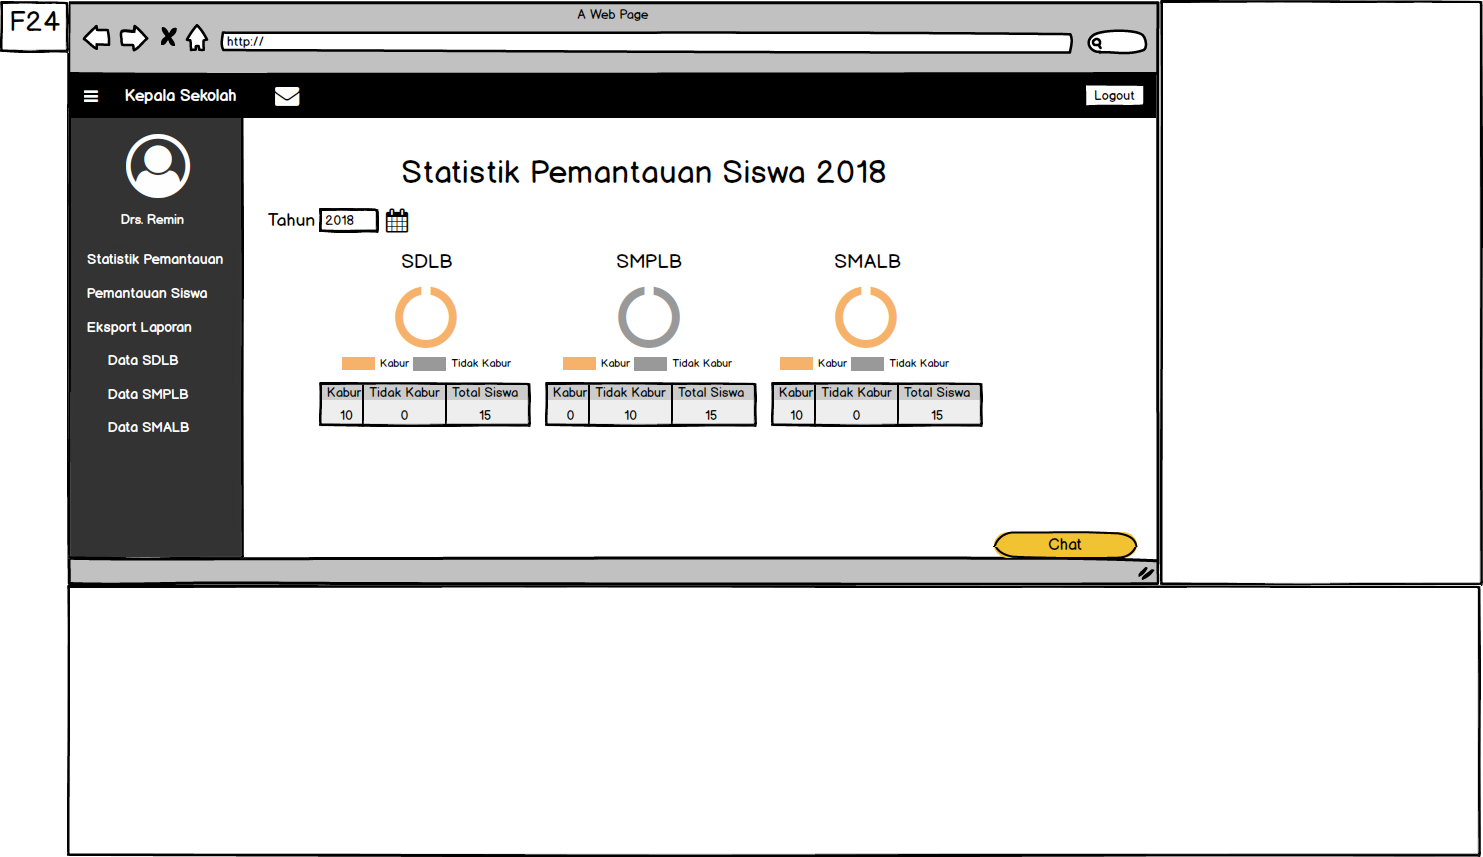 F24
A Web Page
http://
Kepala Sekolah
Logout
Drs. Remin
Statistik Pemantauan
Pemantauan Siswa
Eksport Laporan
Data SDLB
Data SMPLB
Data SMALB
Statistik Pemantauan Siswa 2018
Tahun 2018
SDLB SMPLB SMALB
Kabur Tidak Kabur Kabur Tidak Kabur Kabur Tidak Kabur
Kabur Tidak Kabur Total Siswa Kabur Tidak Kabur Total Siswa Kabur Tidak Kabur Total Siswa
10 0 15 0 10 15 10 0 15
Chat